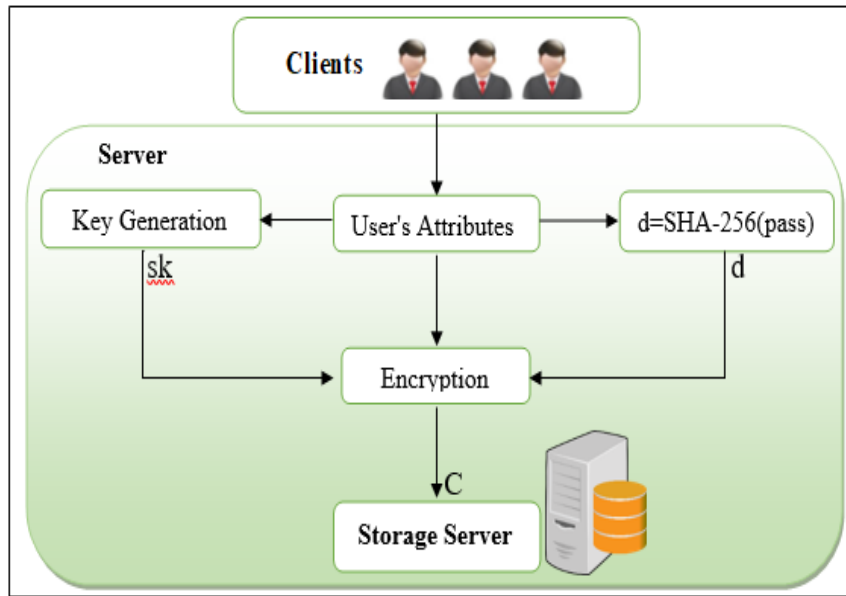 Clients
Server
Key Generation
User's Attributes
d=SHA-256(pass)
sk
d
Encryption
C
Storage Server